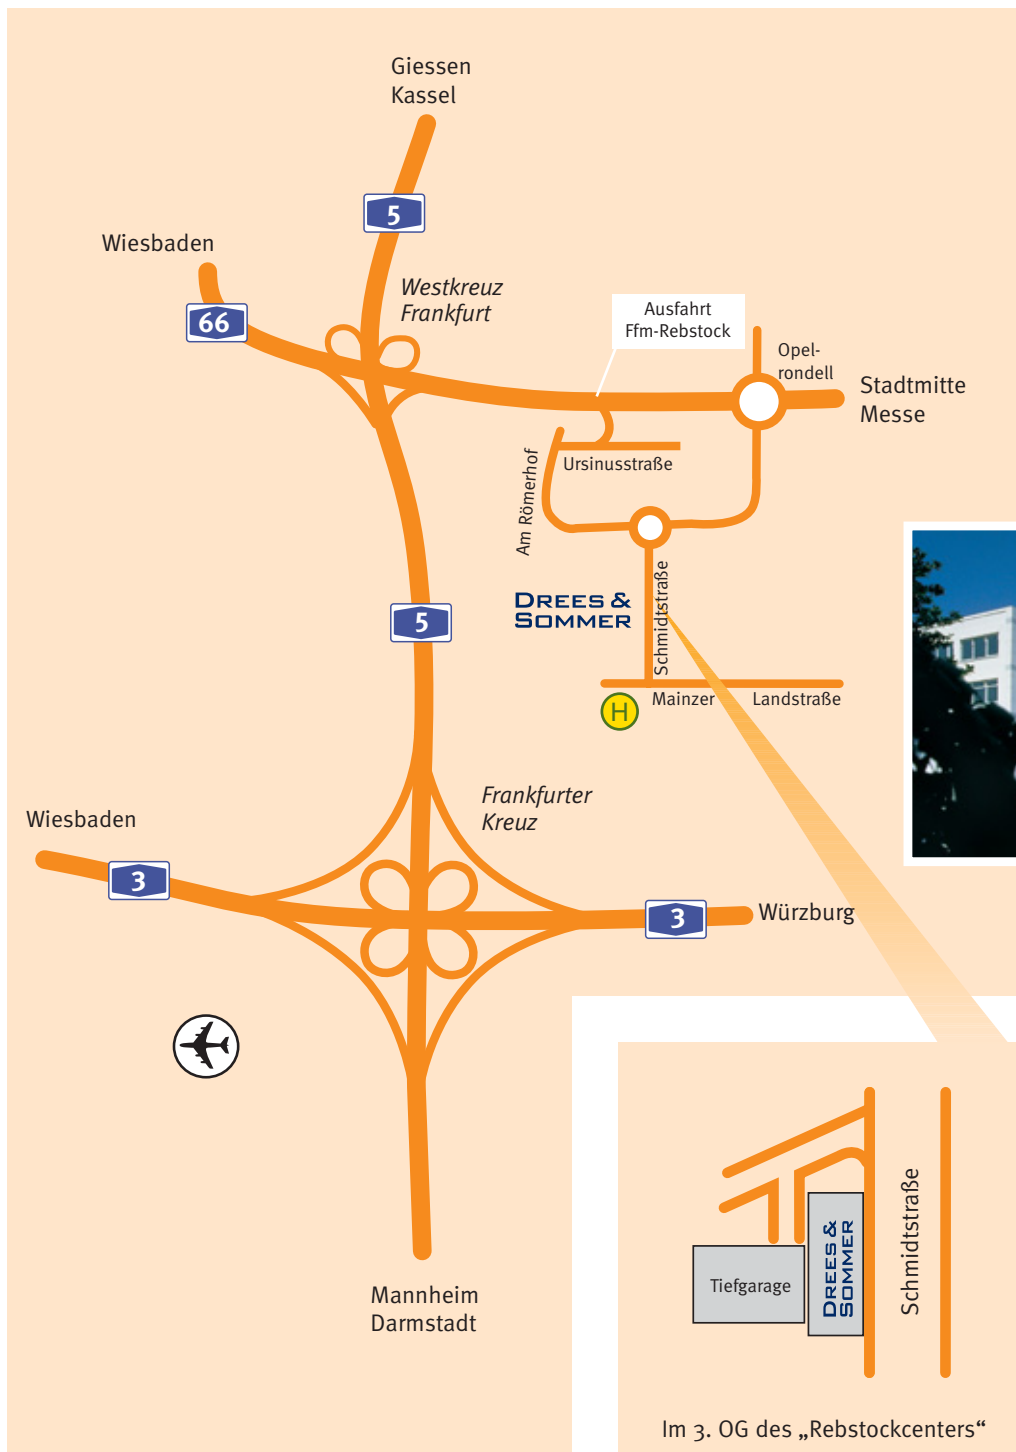 Giessen
Kassel
5
Wiesbaden
66
Westkreuz
Frankfurt
Ausfahrt
Ffm-Rebstock
Opel-
rondell
Stadtmitte
Messe
Ursinusstraße
Am Römerhof
DREES &
SOMMER
Schmidtstraße
5
Mainzer Landstraße
H
Frankfurter
Kreuz
Wiesbaden
3
3
Würzburg
Mannheim
Darmstadt
Schmidtstraße
Tiefgarage
DREES &
SOMMER
Im 3. OG des „Rebstockcenters“